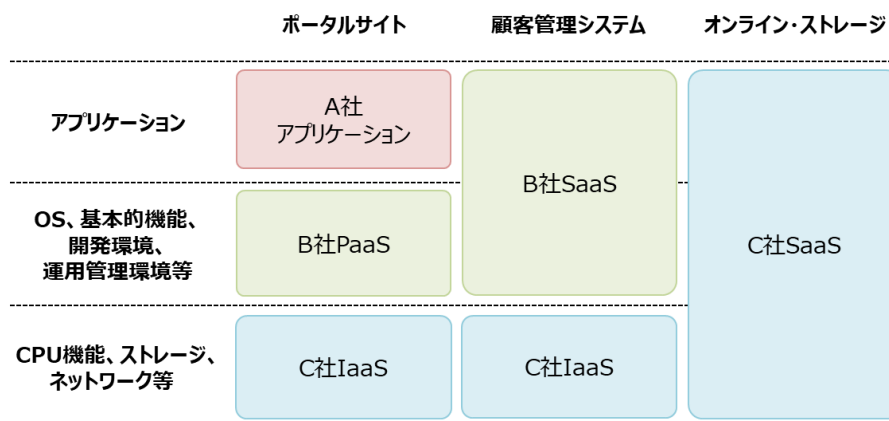 ポータルサイト
顧客管理システム
オンライン・ストレージ
アプリケーション
A社
アプリケーション
B社SaaS
C社SaaS
OS、基本的機能、
開発環境、
運用管理環境等
B社PaaS
CPU機能、ストレージ、
ネットワーク等
C社IaaS
C社IaaS